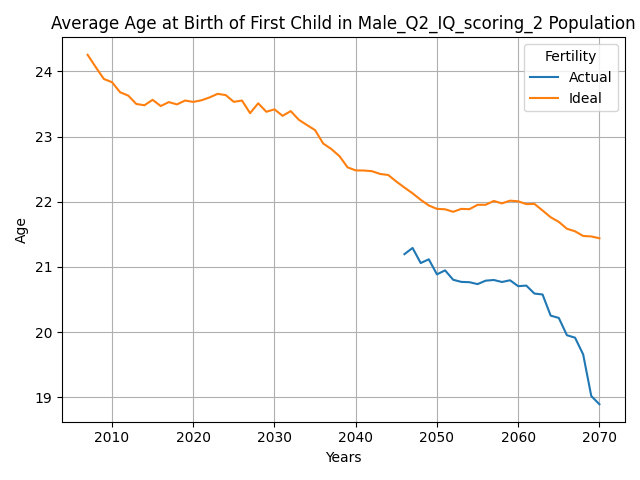 Average Age at Birth of First Child in Male_Q2_IQ_scoring_2 Population
Fertility
Actual
Ideal
24
23
22
21
20
19
Age
2010 2020 2030 2040 2050 2060 2070
Years